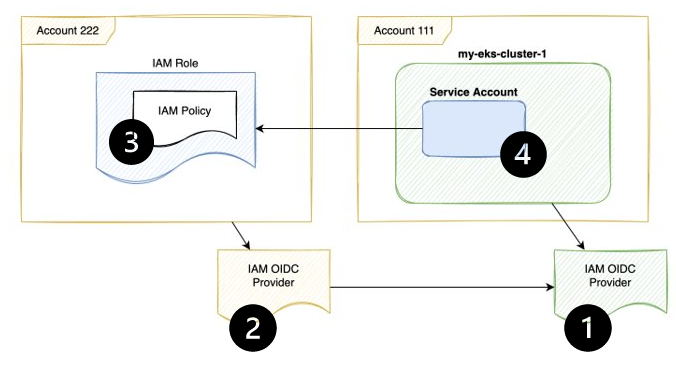 Account 222
IAM Role
IAM Policy
3
Account 111
my-eks-cluster-1
Service Account
4
IAM OIDC
Provider
2
IAM OIDC
Provider
1